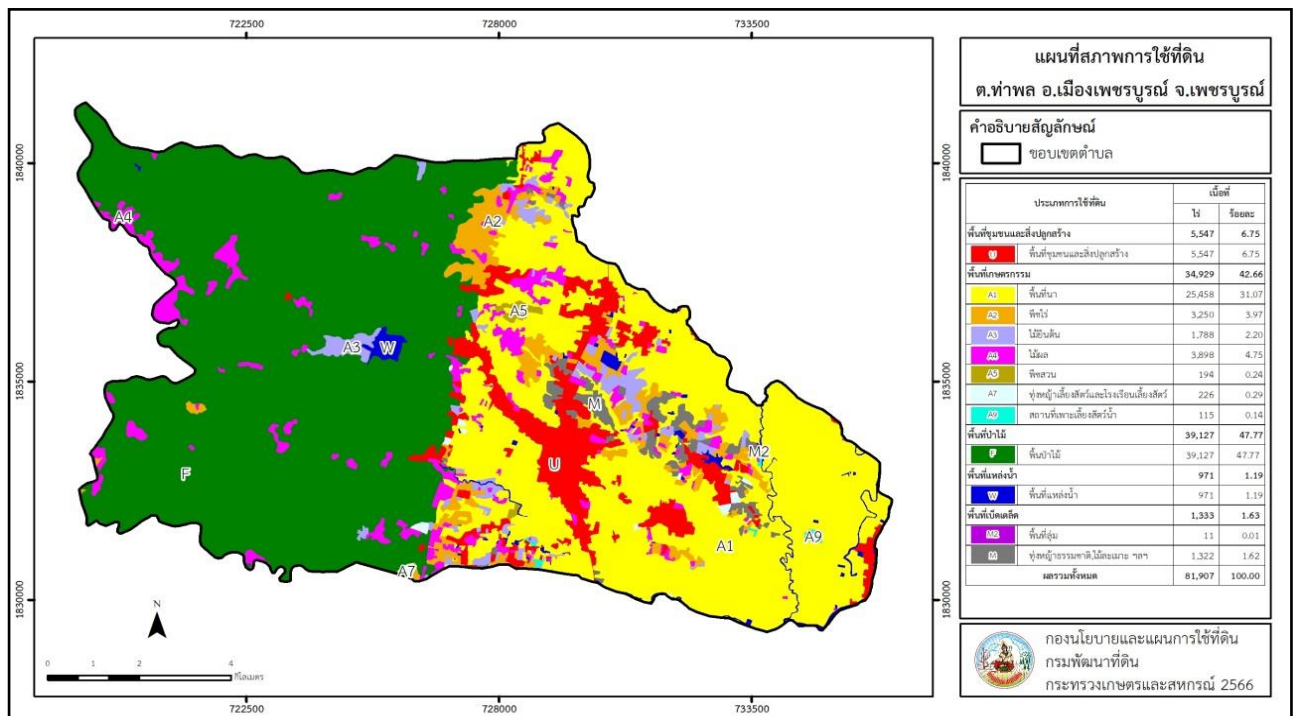 722500 728000 733500
1840000 1840000
1835000 1835000
1830000 1830000
A4
A2
A5
A3 W
M
M2
U
F
A1
A9
A7
N
0 1 2 4
กิโลเมตร
722500 728000 733500
แผนที่สภาพการใช้ที่ดิน
ต.ท่าพล อ.เมืองเพชรบูรณ์ จ.เพชรบูรณ์
คำอธิบายสัญลักษณ์
ขอบเขตตำบล
ประเภทการใช้ที่ดิน เนื้อที่
ไร่ ร้อยละ
พื้นที่ชุมชนและสิ่งปลูกสร้าง 5,547 6.75
U พื้นที่ชุมชนและสิ่งปลูกสร้าง 5,547 6.75
พื้นที่เกษตรกรรม 34,929 42.66
A1 พื้นที่นา 25,458 31.07
A2 พืชไร่ 3,250 3.97
A3 ไม้ยืนต้น 1,788 2.20
A4 ไม้ผล 3,898 4.75
A5 พืชสวน 194 0.24
A7 ทุ่งหญ้าเลี้ยงสัตว์และโรงเรือนเลี้ยงสัตว์ 226 0.29
A9 สถานที่เพาะเลี้ยงสัตว์น้ำ 115 0.14
พื้นที่ป่าไม้ 39,127 47.77
F พื้นป่าไม้ 39,127 47.77
พื้นที่แหล่งน้ำ 971 1.19
W พื้นที่แหล่งน้ำ 971 1.19
พื้นที่เบ็ดเตล็ด 1,333 1.63
M2 พื้นที่ลุ่ม 11 0.01
M ทุ่งหญ้าธรรมชาติ,ไม้ละเมาะ ฯลฯ 1,322 1.62
ผลรวมทั้งหมด 81,907 100.00
กองนโยบายและแผนการใช้ที่ดิน
กรมพัฒนาที่ดิน
กระทรวงเกษตรและสหกรณ์ 2566